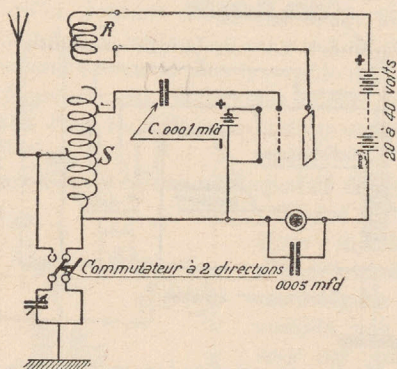 R
+
20 à 40 volts
C. 0001 mfd
+
-
S
Commutateur à 2 directions
0005 mfd